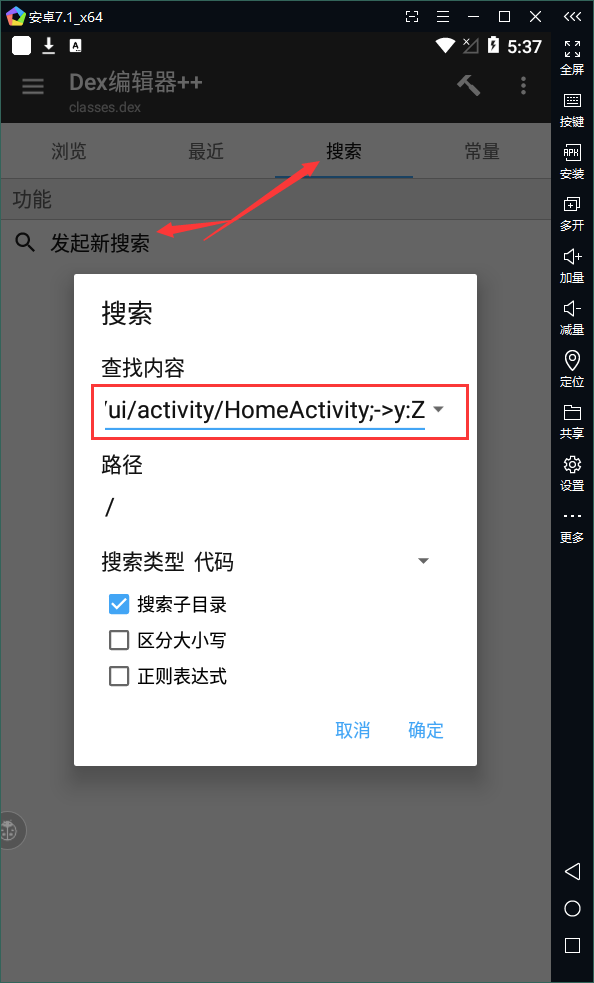 安卓7.1_x64
A
5:37
全屏
Dex编辑器++
classes.dex
按键
浏览
最近
搜索
常量
APK
安装
功能
多开
发起新搜索
加量
搜索
减量
查找内容
/ui/activity/HomeActivity;->y:Z
定位
共享
路径
/
设置
搜索类型 代码
更多
搜索子目录
区分大小写
正则表达式
取消
确定